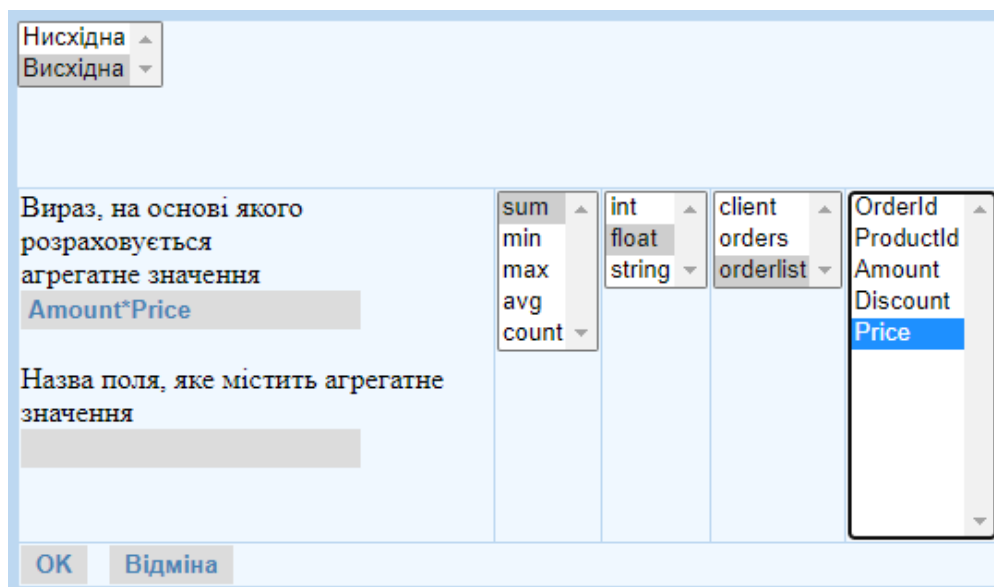 Нисхідна
Висхідна
Вираз, на основі якого
розраховується
агрегатне значення
Amount*Price
Назва поля, яке містить агрегатне
значення
sum
min
max
avg
count
int
float
string
client
orders
orderlist
OrderId
ProductId
Amount
Discount
Price
OK
Відміна